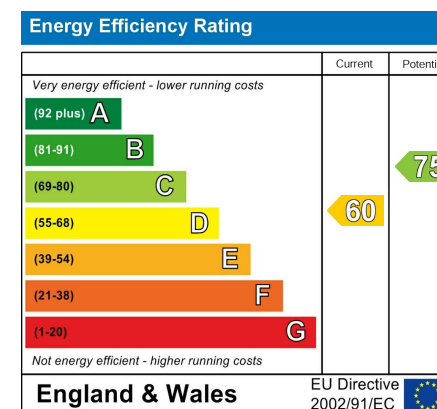 Energy Efficiency Rating
Current Potenti
Very energy efficient - lower running costs
(92 plus) A
(81-91) B
(69-80) C
75
(55-68) D
60
(39-54) E
(21-38) F
(1-20) G
Not energy efficient - higher running costs
England & Wales
EU Directive
2002/91/EC